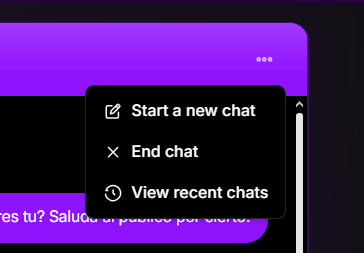 Start a new chat
End chat
View recent chats
res tu? Saluda al público por cierto!